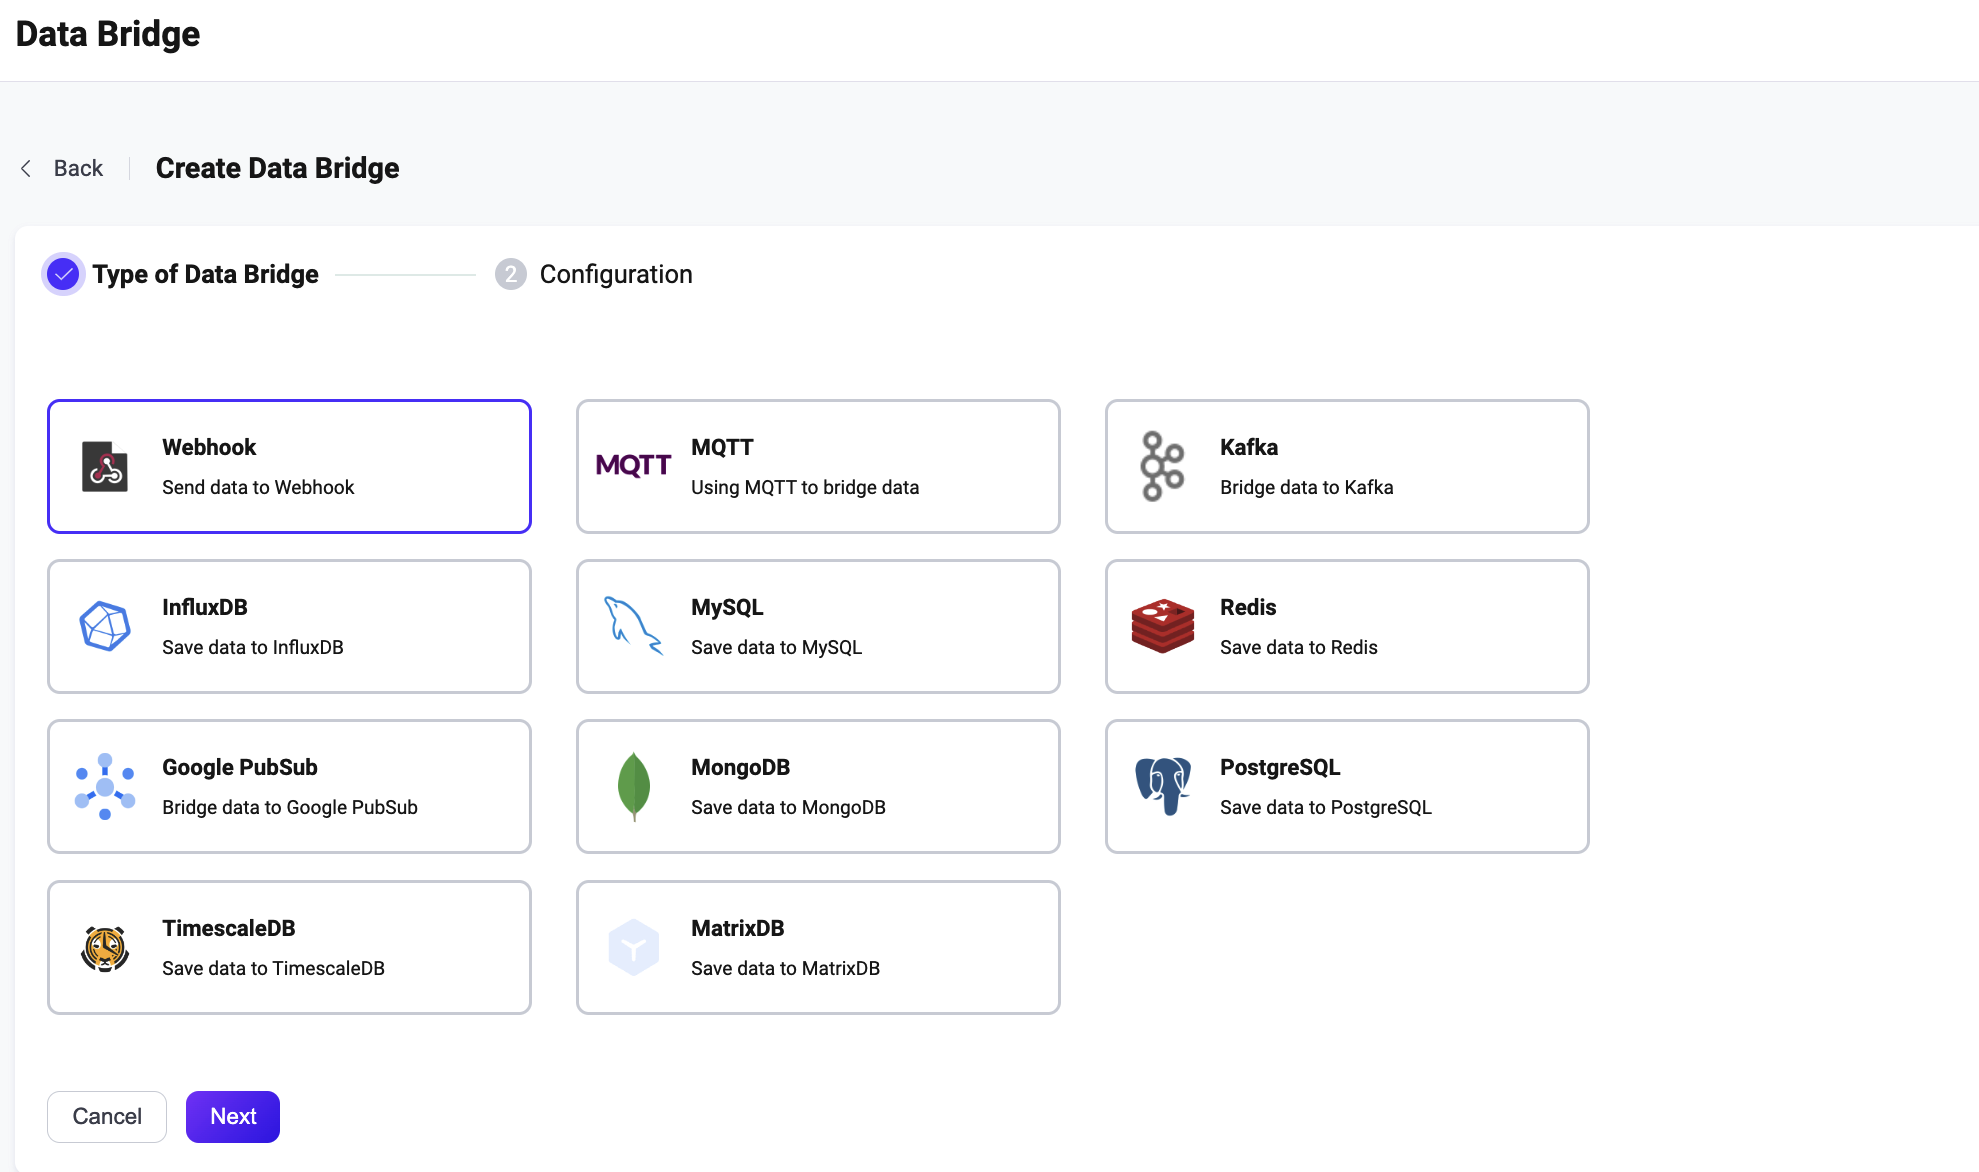 Data Bridge
Back
Create Data Bridge
Type of Data Bridge
2 Configuration
Webhook
Send data to Webhook
MQTT
MQTT
Using MQTT to bridge data
Kafka
Bridge data to Kafka
InfluxDB
Save data to InfluxDB
MySQL
Save data to MySQL
Redis
Save data to Redis
Google PubSub
Bridge data to Google PubSub
MongoDB
Save data to MongoDB
PostgreSQL
Save data to PostgreSQL
TimescaleDB
Save data to TimescaleDB
MatrixDB
Save data to MatrixDB
Cancel
Next